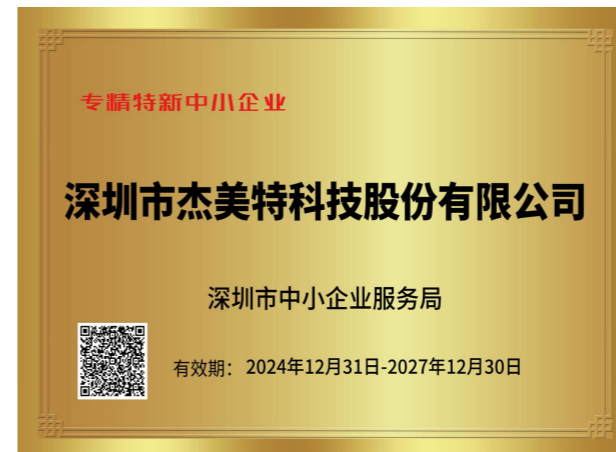 专精特新中小企业
深圳市杰美特科技股份有限公司
深圳市中小企业服务局
有效期： 2024年12月31日-2027年12月30日